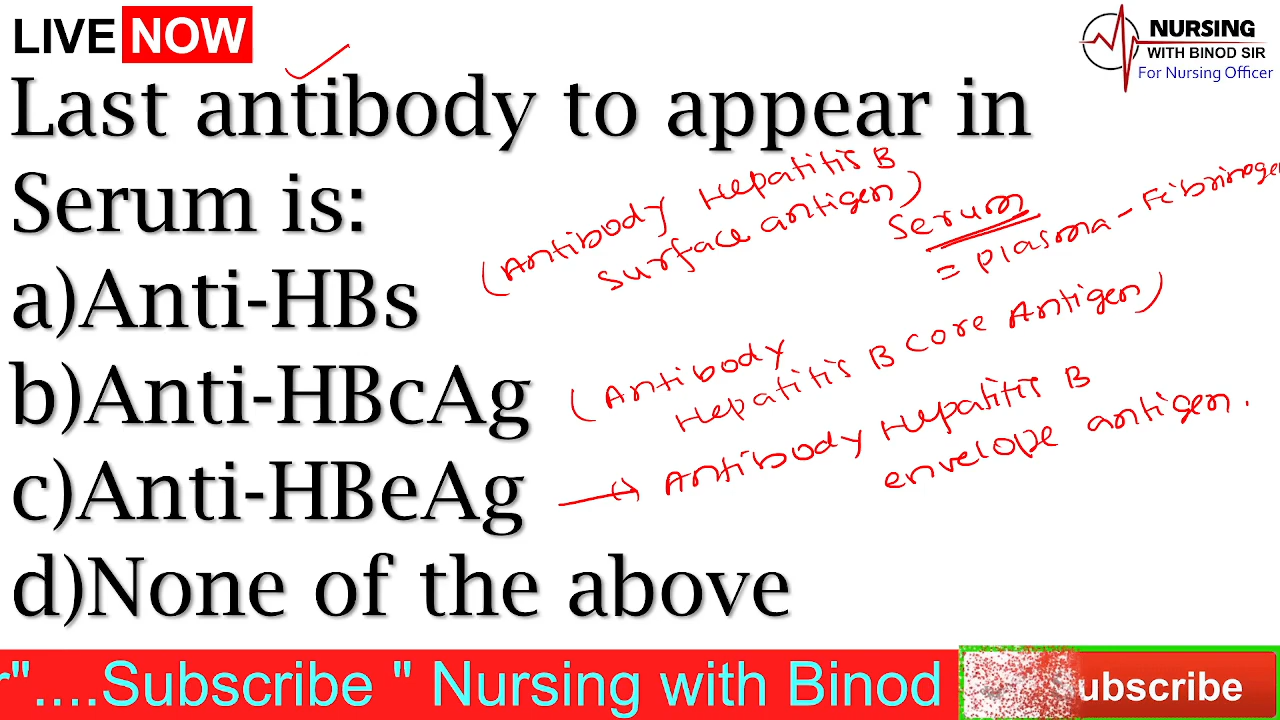 LIVE NOW
NURSING
WITH BINOD SIR
For Nursing Officer
Last antibody to appear in
Serum is:
(Antibody Hepatitis B
surface antigen)
Serum
= Plasma - Fibrinogen
a)Anti-HBs
b)Anti-HBcAg
(Antibody
Hepatitis B core Antigen)
c)Anti-HBeAg
Antibody Hepatitis B
envelope antigen.
d)None of the above
r"....Subscribe " Nursing with Binod
ubscribe